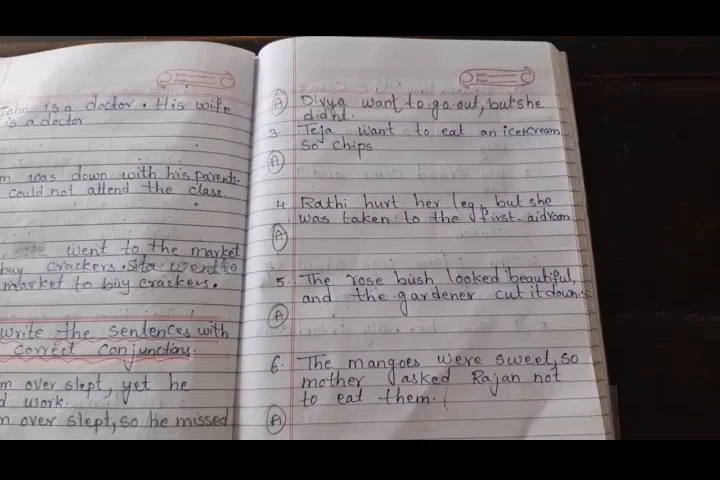 John is a doctor. His wife
is a doctor
m was down with his parents.
could not attend the class.
went to the market
buy crackers. Sita went to
market to buy crackers.
write the sentences with
correct conjunctions.
m over slept, yet he
d work.
m over slept, so he missed
A Divya want to go out, but she
didn't.
3. Teja want to eat an icecream
so chips.
A
4. Rathi hurt her leg, but she
was taken to the first-aidroom
A
5. The rose bush looked beautiful,
and the gardener cut it down.
A
6. The mangoes were sweet, so
mother asked Rajan not
to eat them.
A